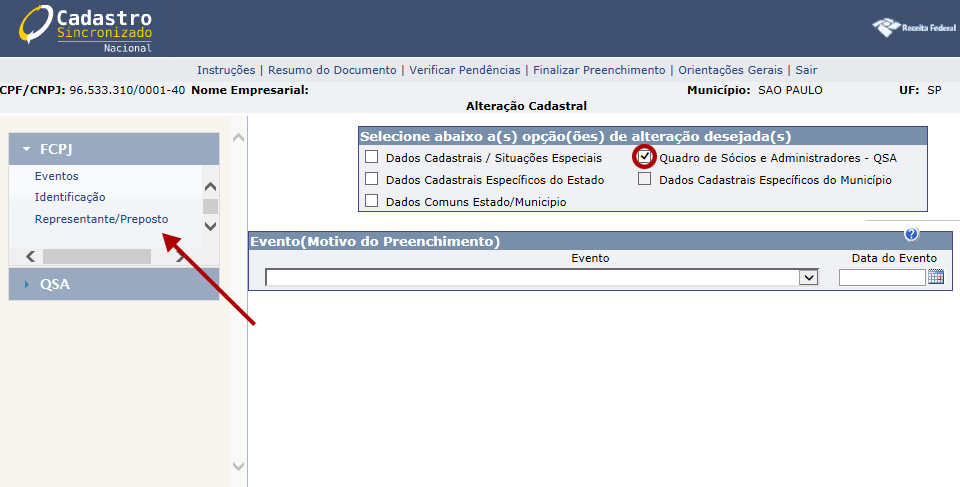 Cadastro
Sincronizado
Nacional
Receita Federal
Instruções | Resumo do Documento | Verificar Pendências | Finalizar Preenchimento | Orientações Gerais | Sair
CPF/CNPJ: 96.533.310/0001-40 Nome Empresarial: Município: SAO PAULO UF: SP
Alteração Cadastral
FCPJ
Eventos
Identificação
Representante/Preposto
QSA
Selecione abaixo a(s) opção(ões) de alteração desejada(s)
Dados Cadastrais / Situações Especiais Quadro de Sócios e Administradores - QSA
Dados Cadastrais Específicos do Estado Dados Cadastrais Específicos do Município
Dados Comuns Estado/Municipio
Evento(Motivo do Preenchimento) ?
Evento Data do Evento